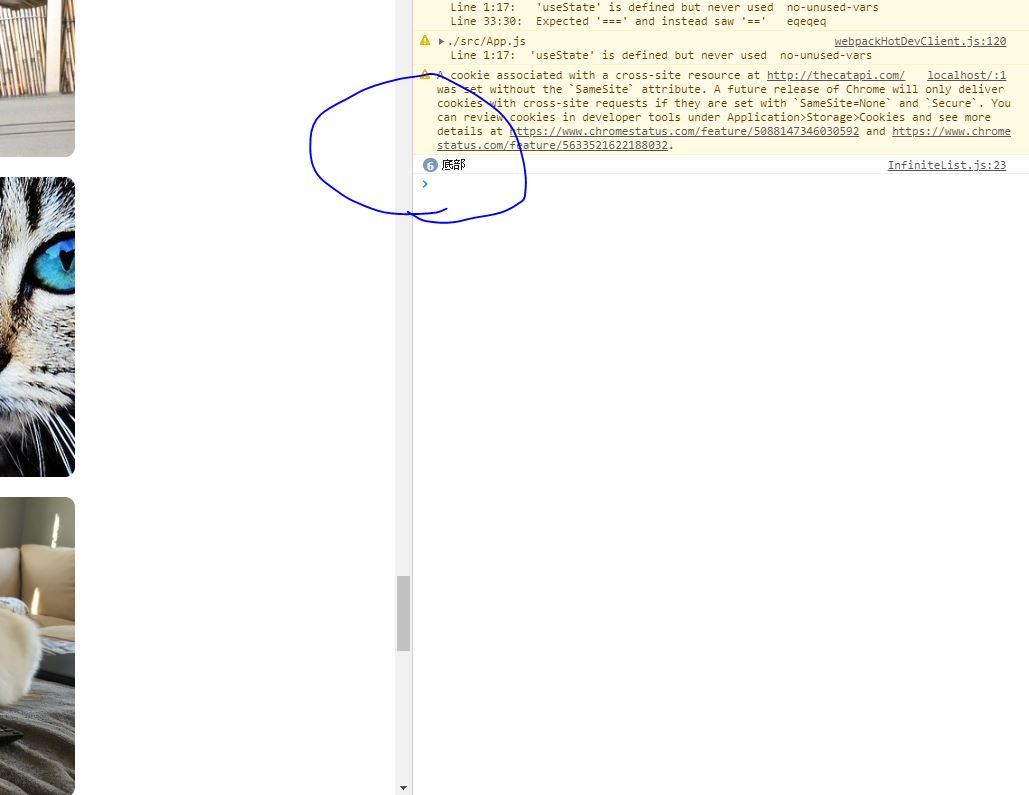 Line 1:17: 'useState' is defined but never used no-unused-vars
Line 33:30: Expected '===' and instead saw '==' eqeqeq
./src/App.js webpackHotDevClient.js:120
Line 1:17: 'useState' is defined but never used no-unused-vars
A cookie associated with a cross-site resource at http://thecatapi.com/ localhost/:1
was set without the `SameSite` attribute. A future release of Chrome will only deliver
cookies with cross-site requests if they are set with `SameSite=None` and `Secure`. You
can review cookies in developer tools under Application>Storage>Cookies and see more
details at https://www.chromestatus.com/feature/5088147346030592 and https://www.chrome
status.com/feature/5633521622188032.
6 底部 InfiniteList.js:23